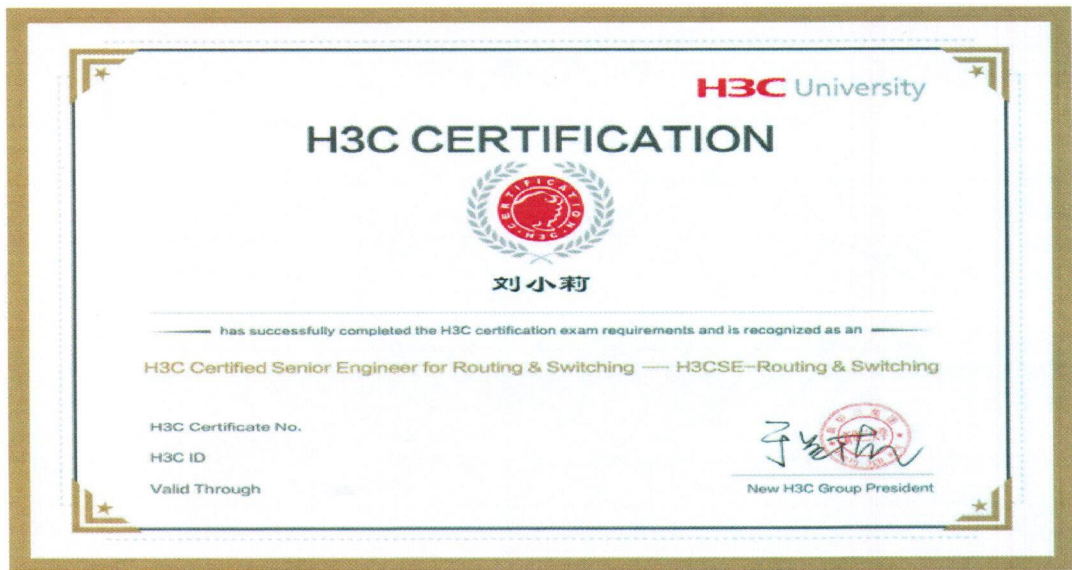 H3C University
H3C CERTIFICATION
CERTIFICATION
·H3C·
刘小莉
has successfully completed the H3C certification exam requirements and is recognized as an
H3C Certified Senior Engineer for Routing & Switching — H3CSE-Routing & Switching
H3C Certificate No.
H3C ID
Valid Through
New H3C Group President